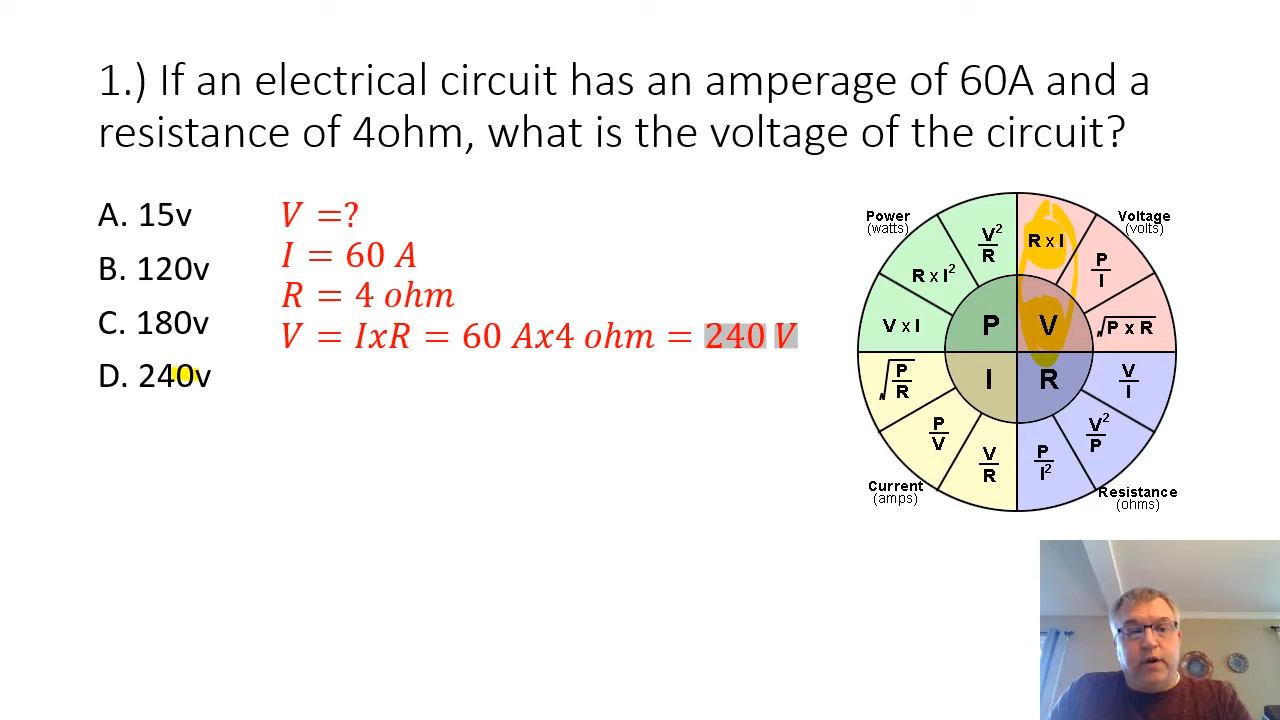 1.) If an electrical circuit has an amperage of 60A and a
resistance of 4ohm, what is the voltage of the circuit?
A. 15v
B. 120v
C. 180v
D. 240v
V =?
I = 60 A
R = 4 ohm
V = IxR = 60 Ax4 ohm = 240 V
Power
(watts)
Voltage
(volts)
V²/R
R x I
R x I²
P/I
V x I
√P x R
P
V
I
R
√P/R
V/I
P/V
V²/P
V/R
P/I²
Current
(amps)
Resistance
(ohms)